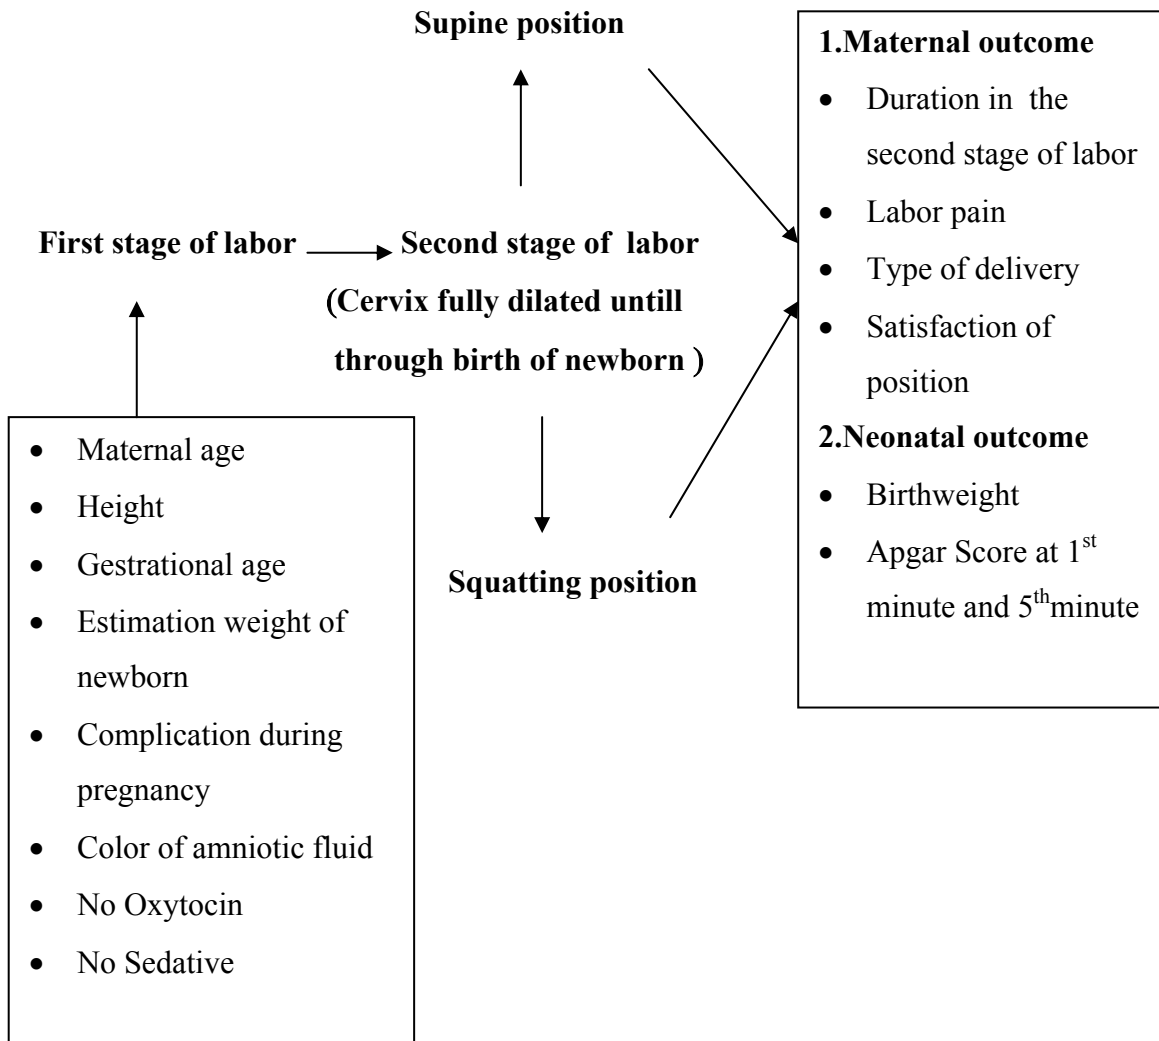 Supine position
First stage of labor
Second stage of labor
(Cervix fully dilated untill
through birth of newborn )
Squatting position
• Maternal age
• Height
• Gestrational age
• Estimation weight of
newborn
• Complication during
pregnancy
• Color of amniotic fluid
• No Oxytocin
• No Sedative
1.Maternal outcome
• Duration in the
second stage of labor
• Labor pain
• Type of delivery
• Satisfaction of
position
2.Neonatal outcome
• Birthweight
• Apgar Score at 1st
minute and 5thminute